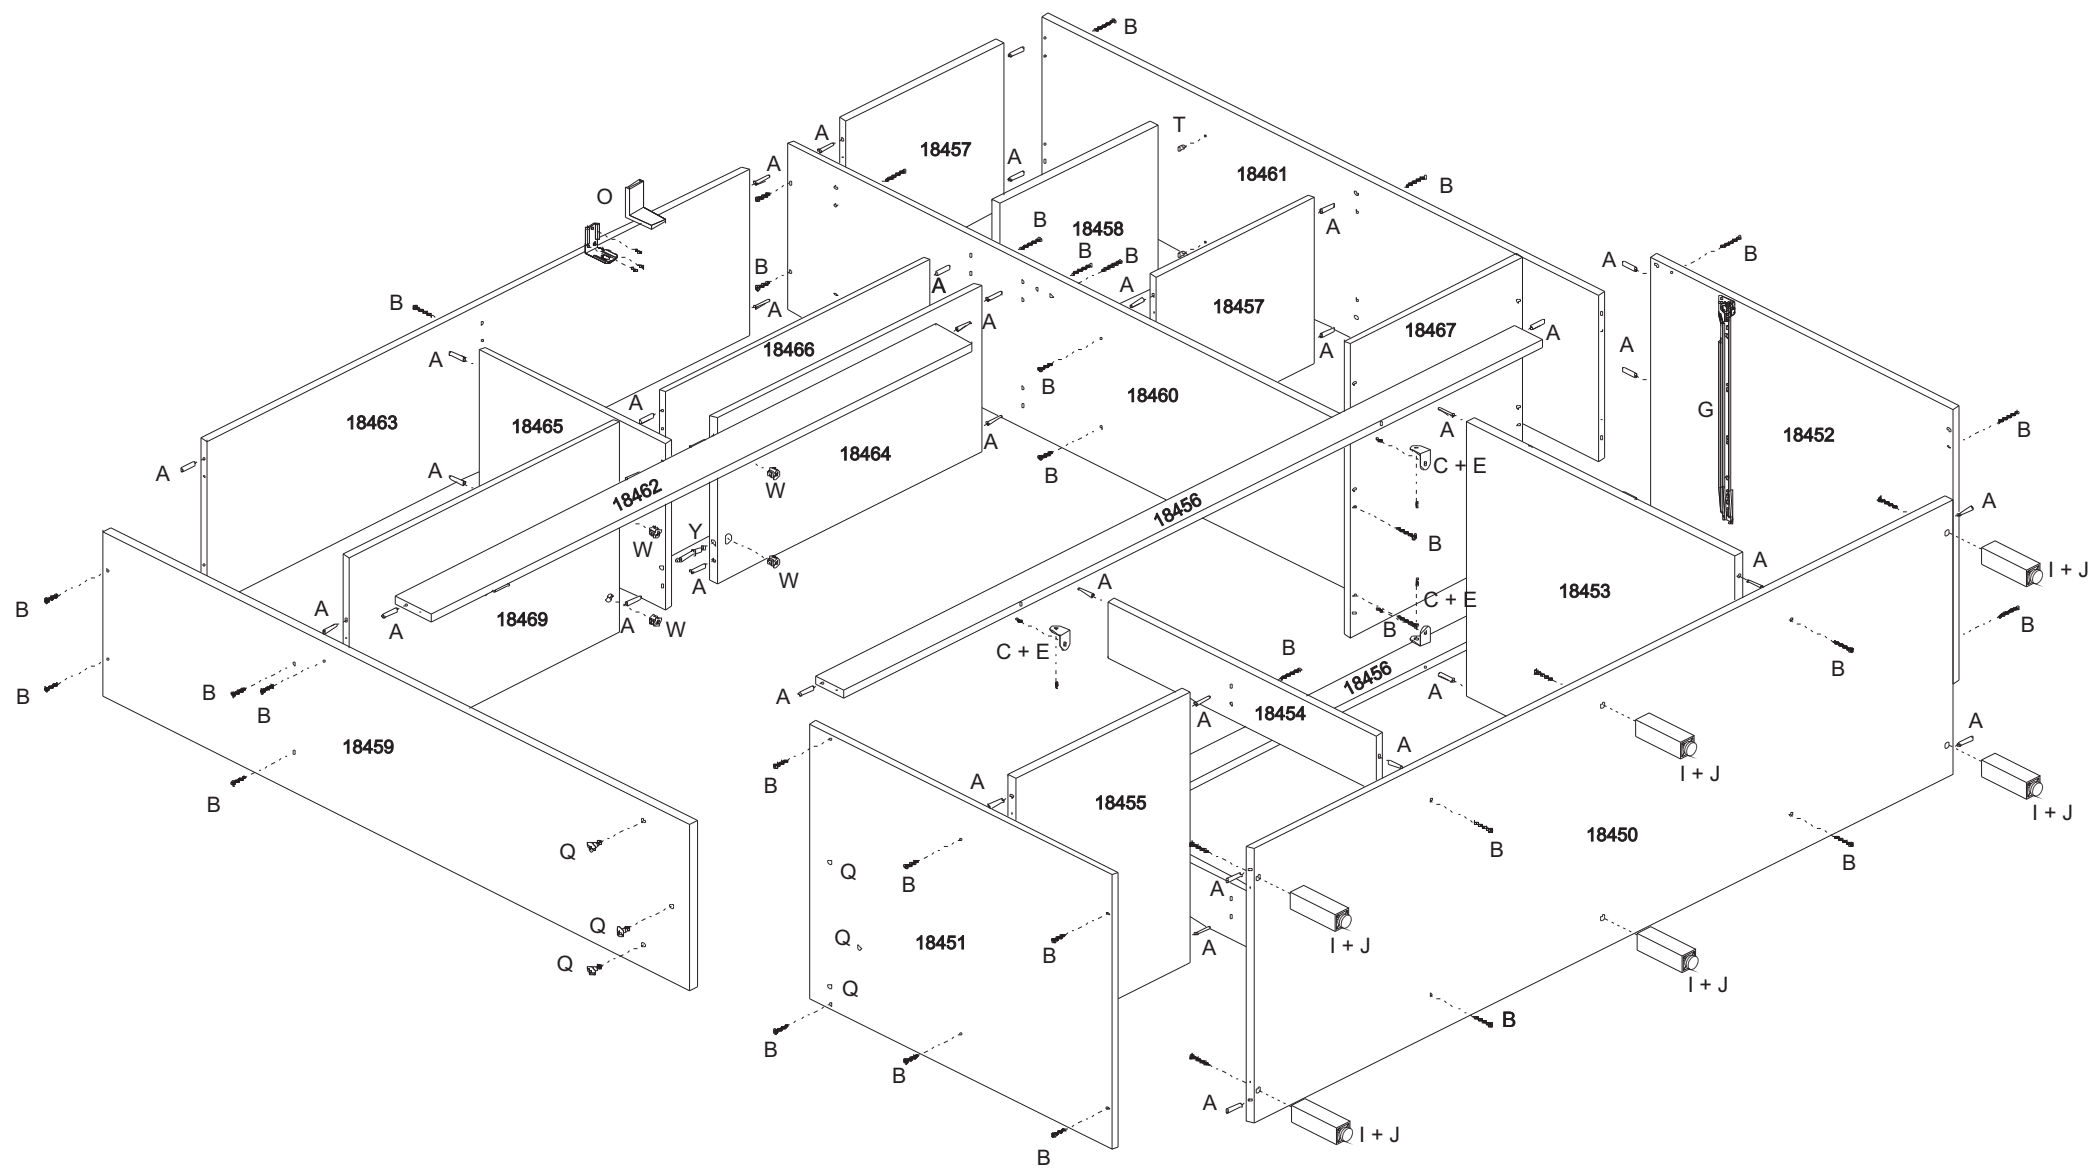 B
A
18457
T
A
A
18461
B
O
A
B
18458
A
B
B
B
A
B
A
B
A
A
18457
18467
A
A
A
A
18466
A
A
G
B
18460
A
18463
18465
A
18452
B
A
A
18464
C + E
A
A
W
18462
18456
A
Y
W
B
W
A
A
I + J
18453
A
C + E
B
A
18469
A
A
W
B
B
C + E
B
B
18456
A
B
B
A
B
A
18454
A
18459
A
B
I + J
A
B
18455
I + J
B
18450
B
B
Q
Q
B
A
Q
Q
18451
B
A
I + J
Q
Q
I + J
B
B
B
A
I + J
B